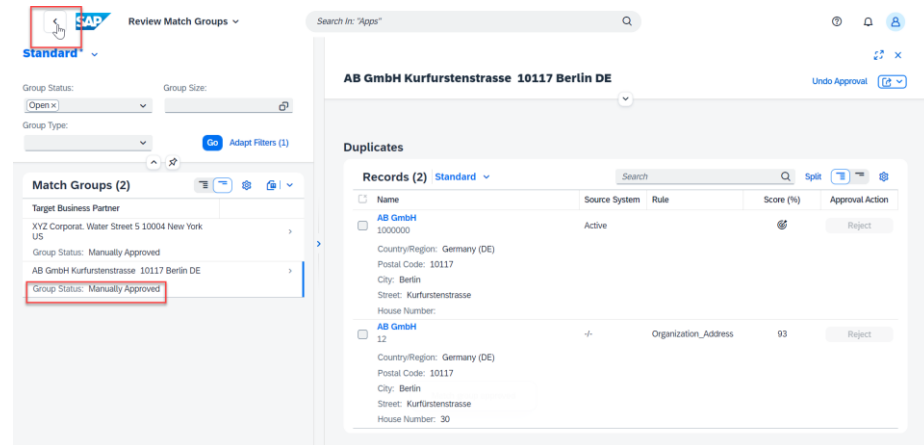 SAP
Review Match Groups
Search In: "Apps"
Standard*
Group Status:
Group Size:
Open ×
Group Type:
Go
Adapt Filters (1)
Match Groups (2)
Target Business Partner
XYZ Corporat. Water Street 5 10004 New York
US
Group Status: Manually Approved
AB GmbH Kurfurstenstrasse 10117 Berlin DE
Group Status: Manually Approved
AB GmbH Kurfurstenstrasse 10117 Berlin DE
Undo Approval
Duplicates
Records (2) Standard
Search
Split
Name
Source System
Rule
Score (%)
Approval Action
AB GmbH
1000000
Active
Reject
Country/Region: Germany (DE)
Postal Code: 10117
City: Berlin
Street: Kurfurstenstrasse
House Number:
AB GmbH
12
-/-
Organization_Address
93
Reject
Country/Region: Germany (DE)
Postal Code: 10117
City: Berlin
Street: Kurfürstenstrasse
House Number: 30